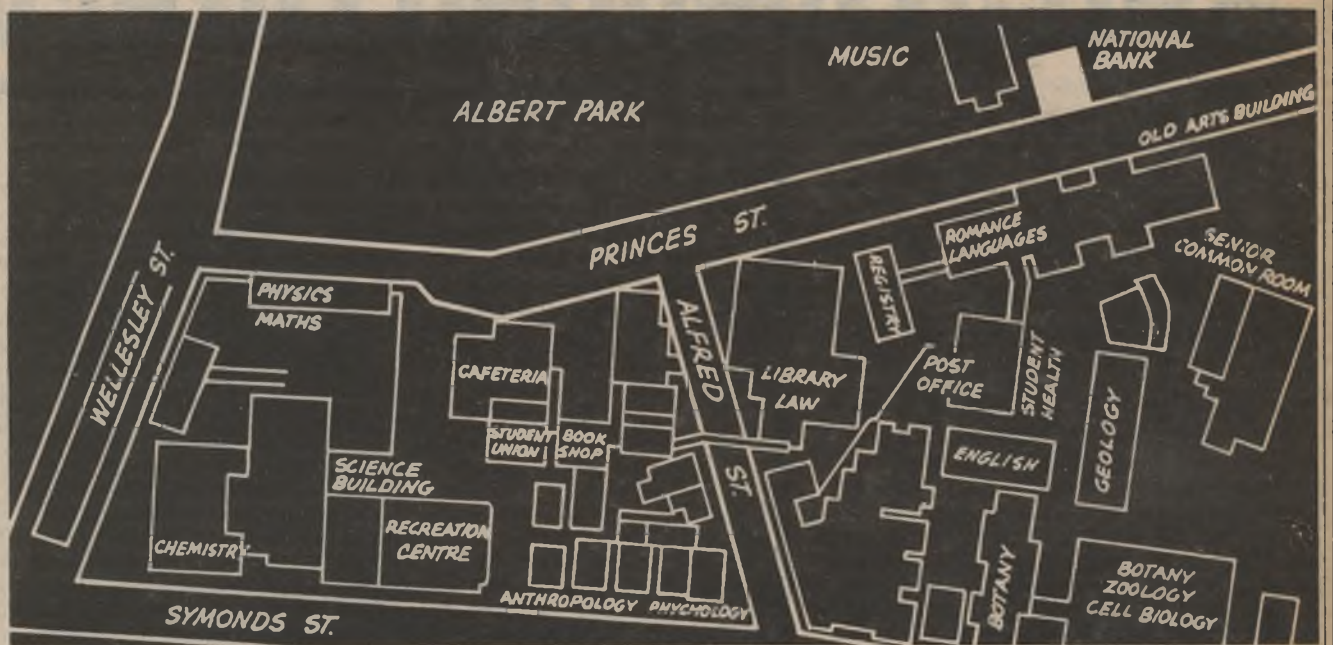 MUSIC
NATIONAL
BANK
ALBERT PARK
OLD ARTS BUILDING
PRINCES ST.
ROMANCE
LANGUAGES
SENIOR
COMMON ROOM
REGISTRY
WELLESLEY ST.
PHYSICS
MATHS
ALFRED
ST.
CAFETERIA
LIBRARY
LAW
POST
OFFICE
STUDENT
HEALTH
GEOLOGY
STUDENT
UNION
BOOK
SHOP
ENGLISH
SCIENCE
BUILDING
RECREATION
CENTRE
CHEMISTRY
ANTHROPOLOGY
PHYCHOLOGY
BOTANY
BOTANY
ZOOLOGY
CELL BIOLOGY
SYMONDS ST.